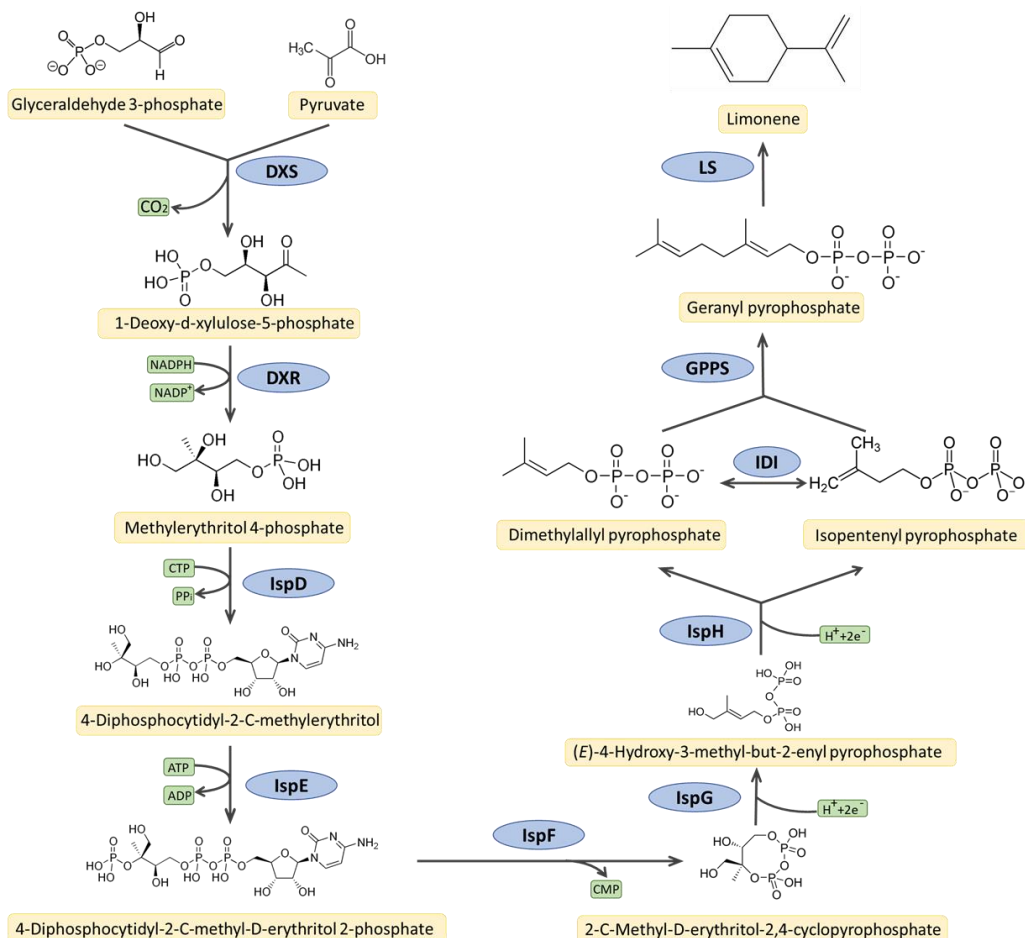 Glyceraldehyde 3-phosphate
Pyruvate
DXS
CO2
1-Deoxy-d-xylulose-5-phosphate
NADPH
NADP+
DXR
Methylerythritol 4-phosphate
CTP
PPi
IspD
4-Diphosphocytidyl-2-C-methylerythritol
ATP
ADP
IspE
4-Diphosphocytidyl-2-C-methyl-D-erythritol 2-phosphate
IspF
CMP
2-C-Methyl-D-erythritol-2,4-cyclopyrophosphate
IspG
H++2e-
(E)-4-Hydroxy-3-methyl-but-2-enyl pyrophosphate
IspH
H++2e-
Dimethylallyl pyrophosphate
IDI
Isopentenyl pyrophosphate
GPPS
Geranyl pyrophosphate
LS
Limonene